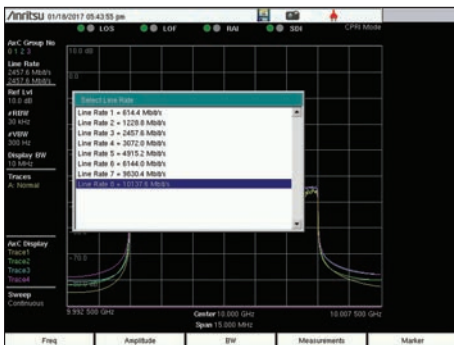 Anritsu 01/18/2017 05:43:55 pm
LOS LOF RAI SDI CPRI Mode
AxC Group No
0 1 2 3
Line Rate
2457.6 Mbit/s
2457.6 Mbit/s
Ref Lvl
10.0 dB
#RBW
30 kHz
#VBW
300 Hz
Display BW
10 MHz
Traces
A: Normal
AxC Display
Trace1
Trace2
Trace3
Trace4
Sweep
Continuous
10.0 dB
0.0
Select Line Rate
Line Rate 1 = 614.4 Mbit/s
Line Rate 2 = 1228.8 Mbit/s
Line Rate 3 = 2457.6 Mbit/s
Line Rate 4 = 3072.0 Mbit/s
Line Rate 5 = 4915.2 Mbit/s
Line Rate 6 = 6144.0 Mbit/s
Line Rate 7 = 9830.4 Mbit/s
Line Rate 8 = 10137.6 Mbit/s
-70.0
9.992 500 GHz Center 10.000 GHz 10.007 500 GHz
Span 15.000 MHz
Freq Amplitude BW Measurements Marker